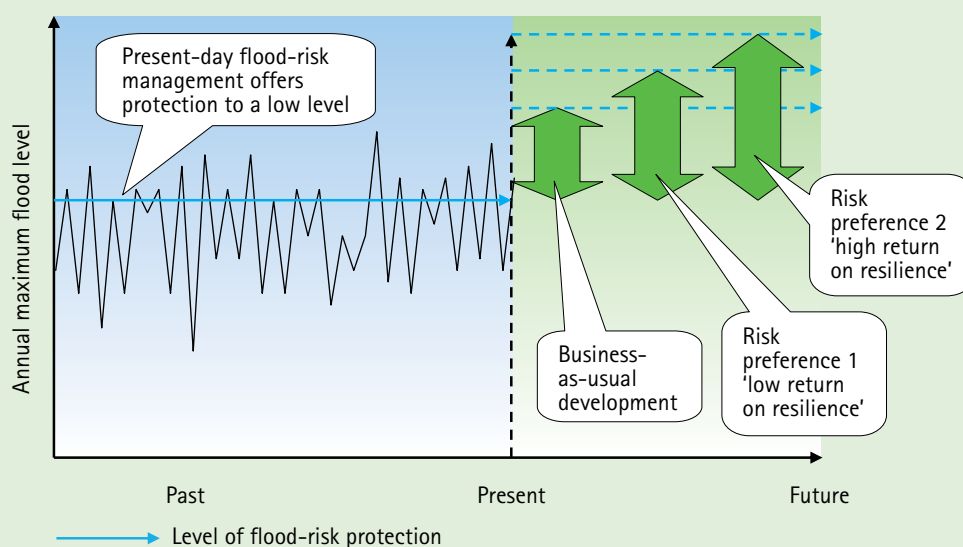 Annual maximum flood level
Present-day flood-risk
management offers
protection to a low level
Business-
as-usual
development
Risk
preference 1
‘low return
on resilience’
Risk
preference 2
‘high return
on resilience’
Past
Present
Future
Level of flood-risk protection